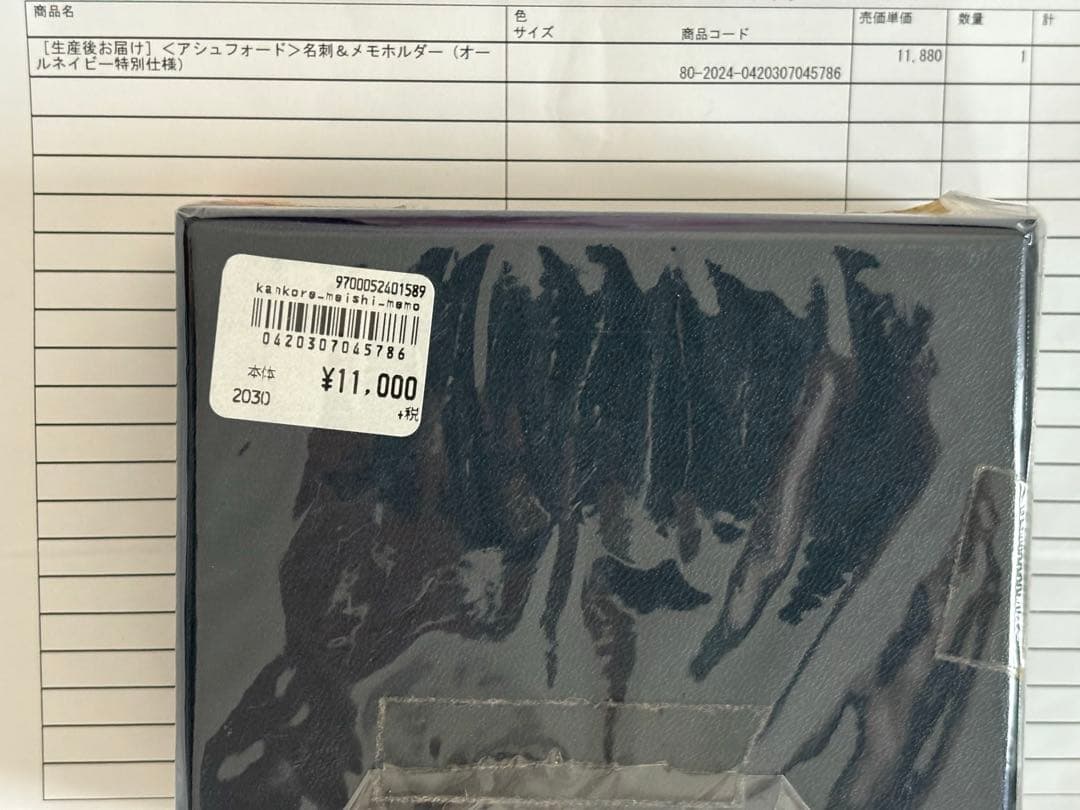 商品名
色
サイズ
商品コード
売価単価
数量
計
［生産後お届け］＜アシュフォード＞名刺＆メモホルダー（オー
ルネイビー特別仕様）
80-2024-0420307045786
11,880
1
9700052401589
kankore_meishi_memo
0420307045786
本体
¥11,000
2030
+税